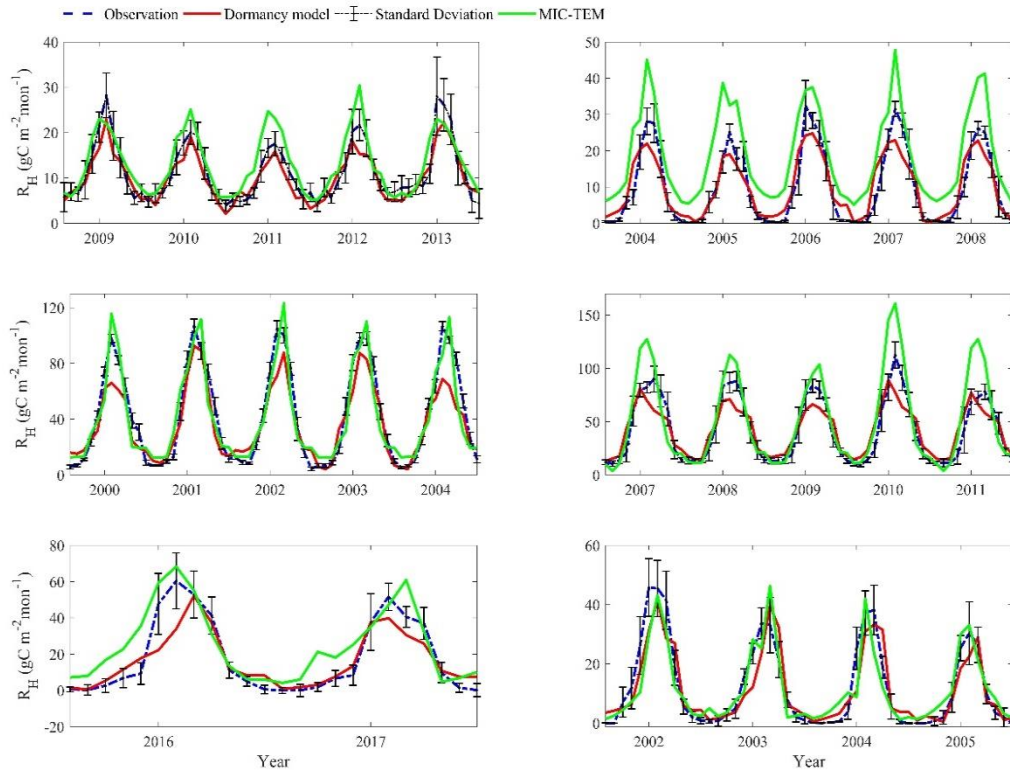 Observation Dormancy model Standard Deviation MIC-TEM
40
30
20
10
0
R_H (gC m⁻²mon⁻¹)
2009 2010 2011 2012 2013
50
40
30
20
10
0
2004 2005 2006 2007 2008
120
80
40
0
R_H (gC m⁻²mon⁻¹)
2000 2001 2002 2003 2004
150
100
50
0
2007 2008 2009 2010 2011
80
60
40
20
0
-20
R_H (gC m⁻²mon⁻¹)
2016 2017
Year
60
40
20
0
2002 2003 2004 2005
Year